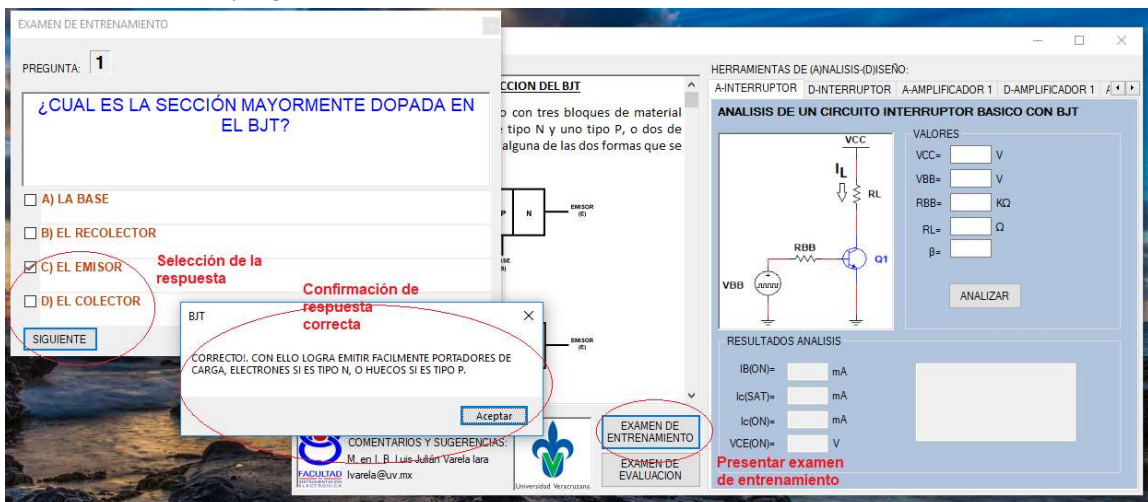 EXAMEN DE ENTRENAMIENTO
PREGUNTA: 1
¿CUAL ES LA SECCIÓN MAYORMENTE DOPADA EN
EL BJT?
A) LA BASE
B) EL RECOLECTOR
C) EL EMISOR
D) EL COLECTOR
SIGUIENTE
Selección de la
respuesta
Confirmación de
respuesta
correcta
BJT
CORRECTO!. CON ELLO LOGRA EMITIR FACILMENTE PORTADORES DE
CARGA, ELECTRONES SI ES TIPO N, O HUECOS SI ES TIPO P.
Aceptar
CCION DEL BJT
con tres bloques de material
tipo N y uno tipo P, o dos de
alguna de las dos formas que se
P N
EMISOR
(E)
EMISOR
(E)
COMENTARIOS Y SUGERENCIAS:
M. en I. B. Luis Julián Varela lara
lvarela@uv.mx
FACULTAD
Universidad Veracruzana
EXAMEN DE
ENTRENAMIENTO
EXAMEN DE
EVALUACION
Presentar examen
de entrenamiento
HERRAMIENTAS DE (A)NALISIS-(D)ISEÑO:
A-INTERRUPTOR D-INTERRUPTOR A-AMPLIFICADOR 1 D-AMPLIFICADOR 1
ANALISIS DE UN CIRCUITO INTERRUPTOR BASICO CON BJT
VCC
IL
RL
RBB
Q1
VBB
VALORES
VCC= V
VBB= V
RBB= KΩ
RL= Ω
β=
ANALIZAR
RESULTADOS ANALISIS
IB(ON)= mA
Ic(SAT)= mA
Ic(ON)= mA
VCE(ON)= V